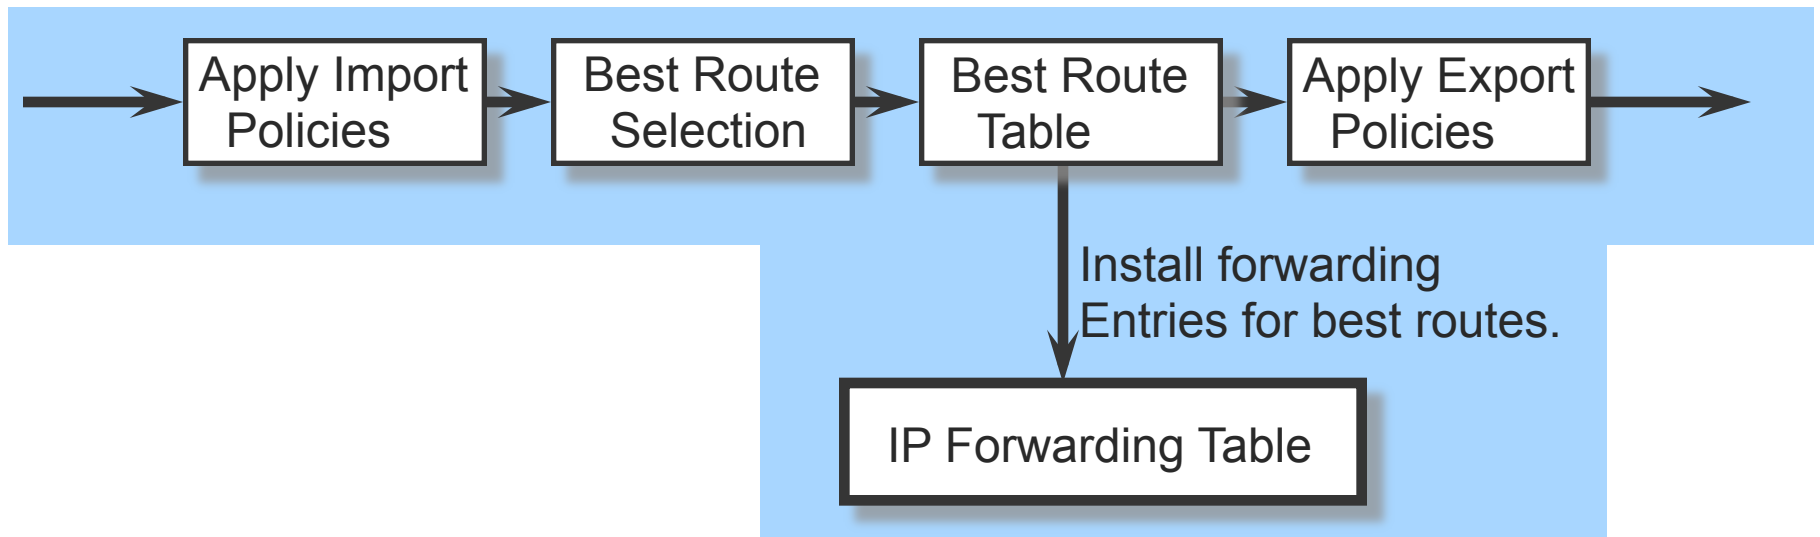 Apply Import
Policies
Best Route
Selection
Best Route
Table
Apply Export
Policies
Install forwarding
Entries for best routes.
IP Forwarding Table